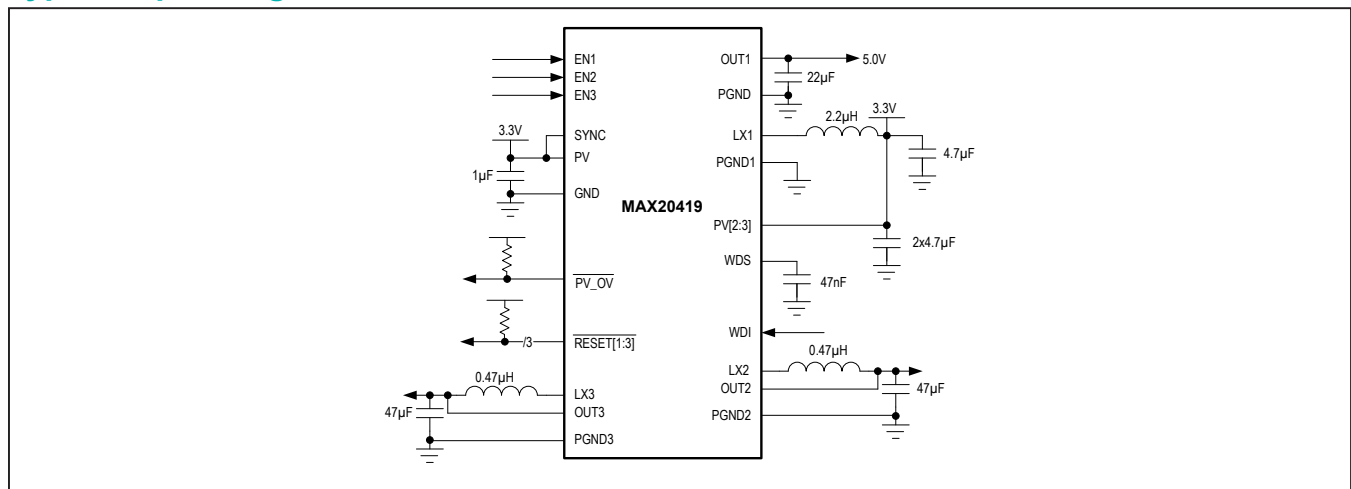 EN1
EN2
EN3
3.3V
SYNC
PV
1µF
GND
PV_OV
/3
RESET[1:3]
0.47µH
LX3
47µF
OUT3
PGND3
MAX20419
OUT1
5.0V
22µF
PGND
3.3V
2.2µH
LX1
4.7µF
PGND1
PV[2:3]
2x4.7µF
WDS
47nF
WDI
0.47µH
LX2
OUT2
47µF
PGND2